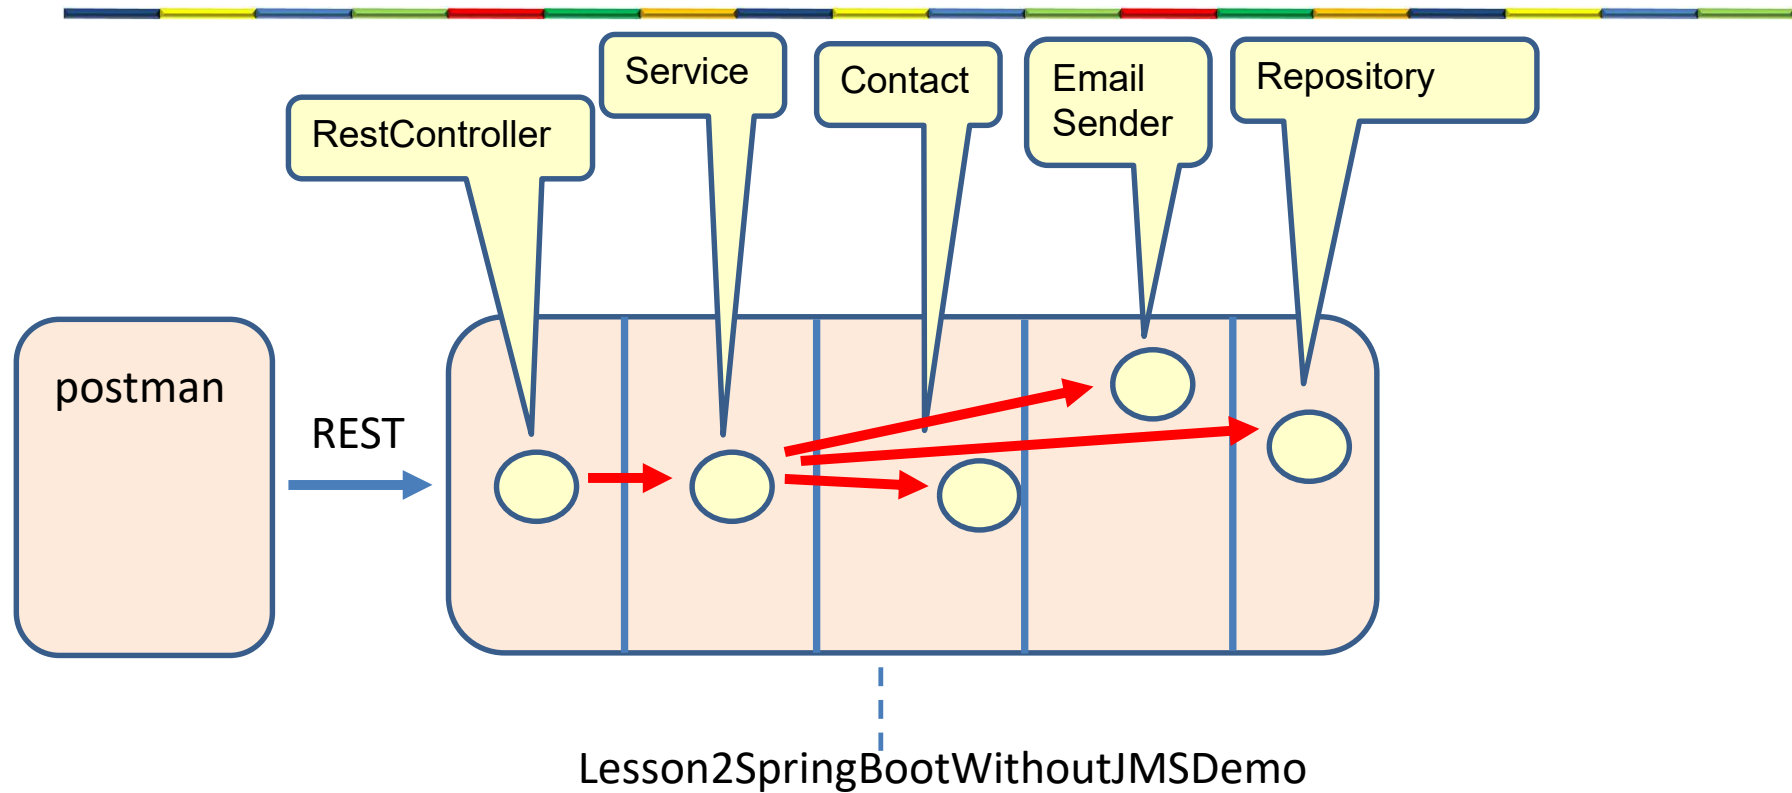 Service
Contact
Email
Sender
Repository
RestController
postman
REST
Lesson2SpringBootWithoutJMSDemo